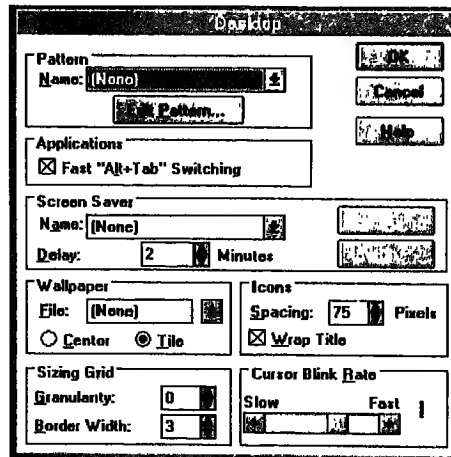 Desktop
Pattern
Name: (None)
Edit Pattern...
OK
Cancel
Help
Applications
Fast "Alt+Tab" Switching
Screen Saver
Name: (None)
Delay: 2 Minutes
Wallpaper
File: (None)
Center Tile
Icons
Spacing: 75 Pixels
Wrap Title
Sizing Grid
Granularity: 0
Border Width: 3
Cursor Blink Rate
Slow Fast